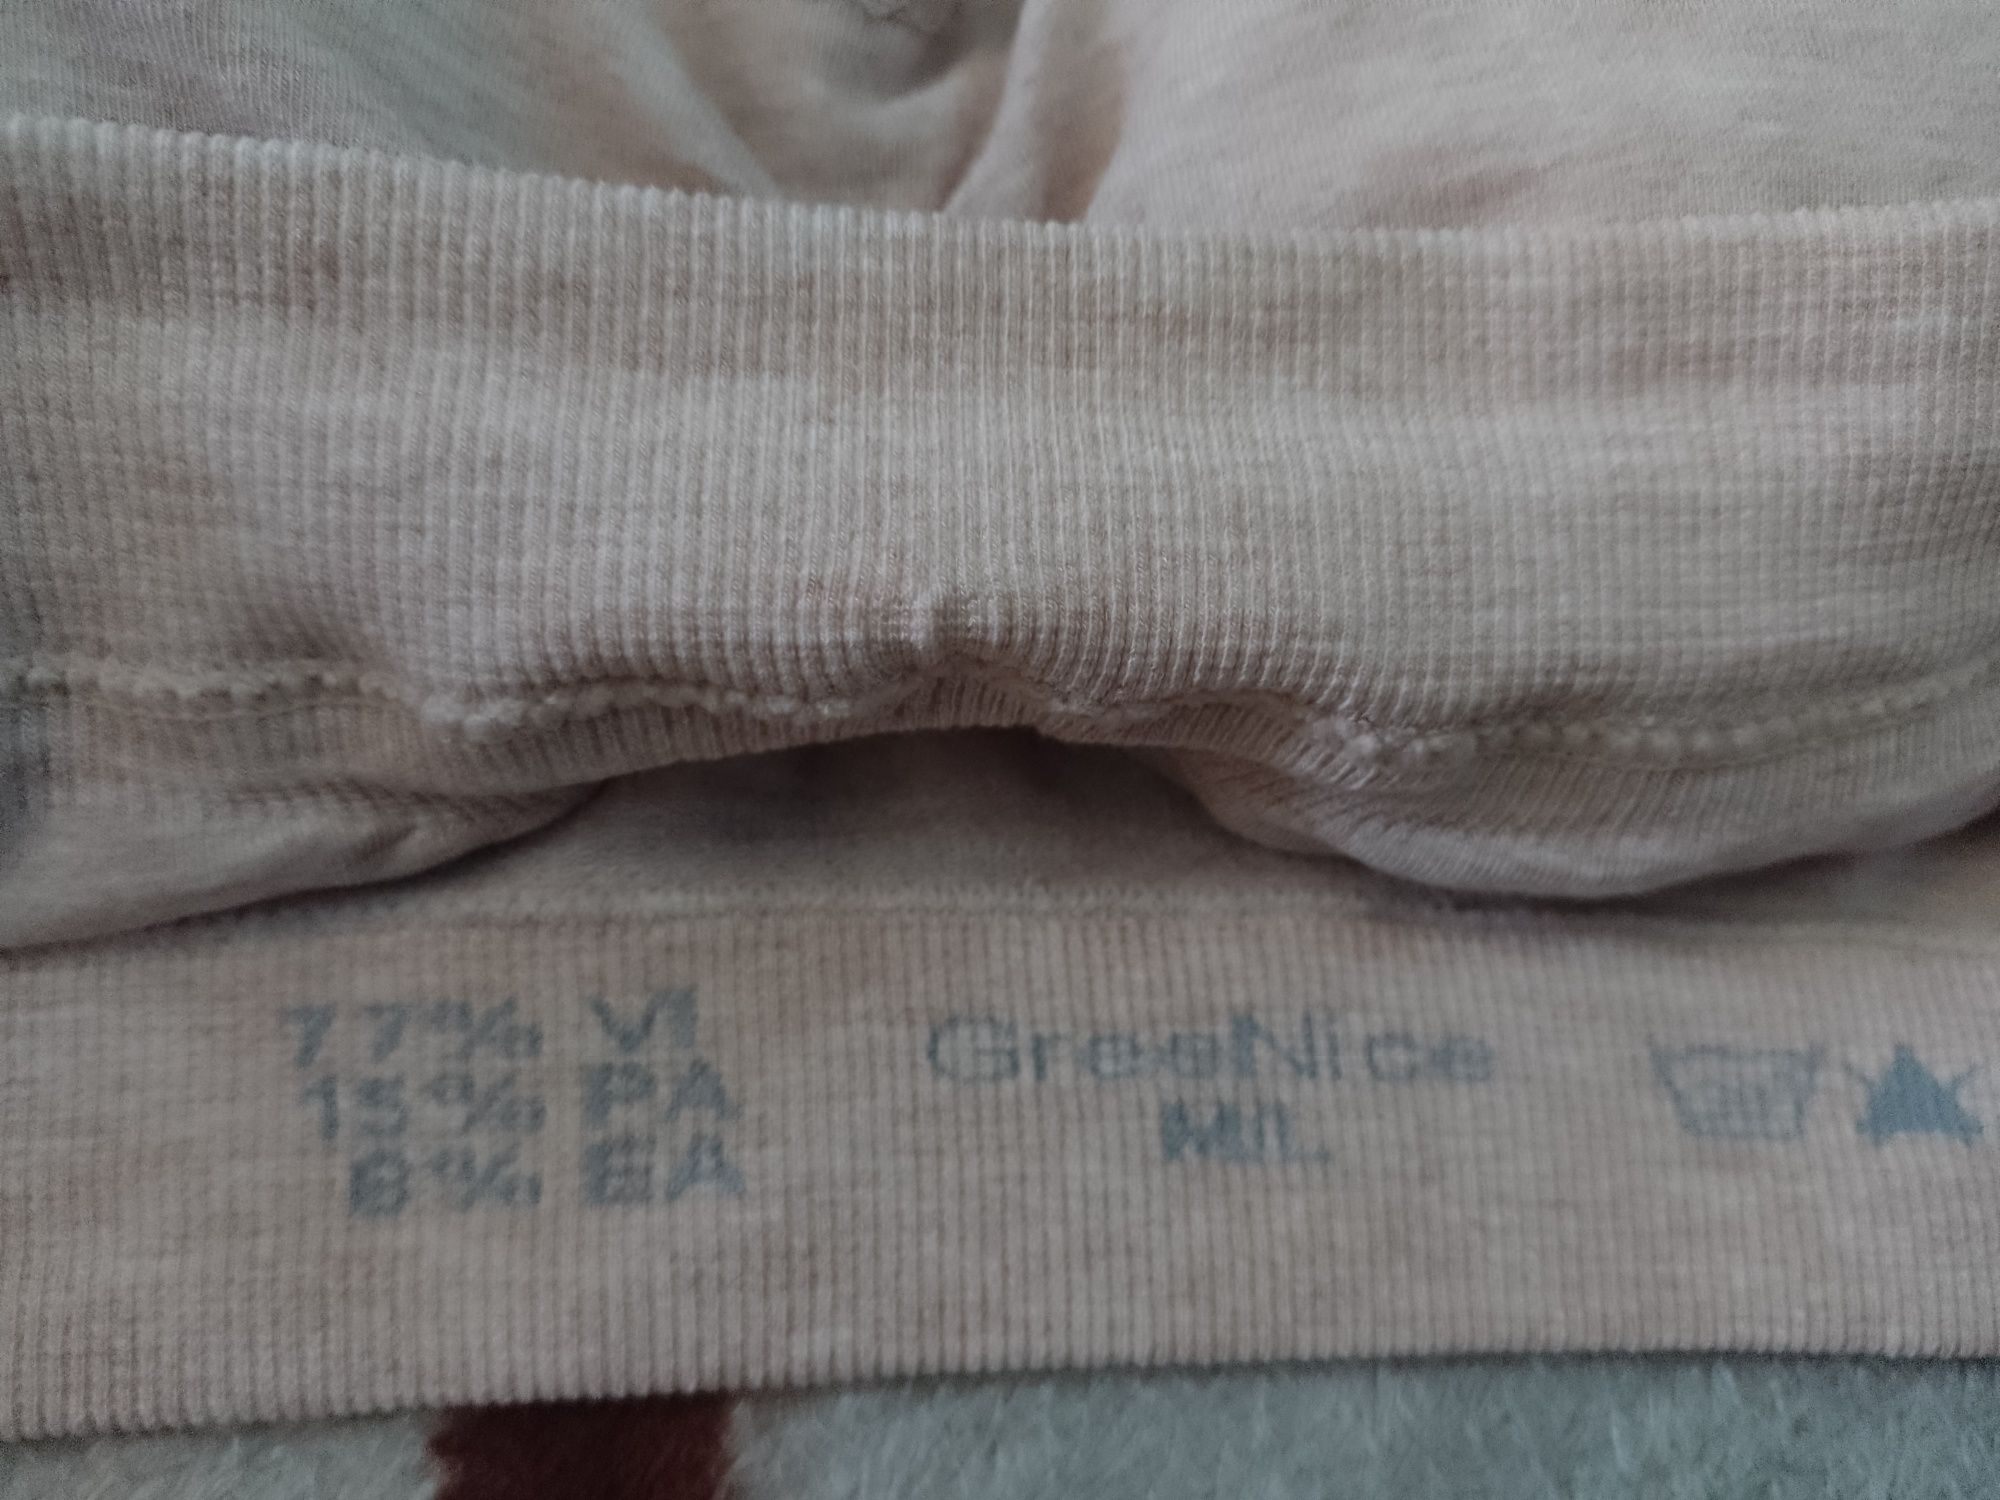 77% VI
15% PA
8% EA
GreeNice
M/L